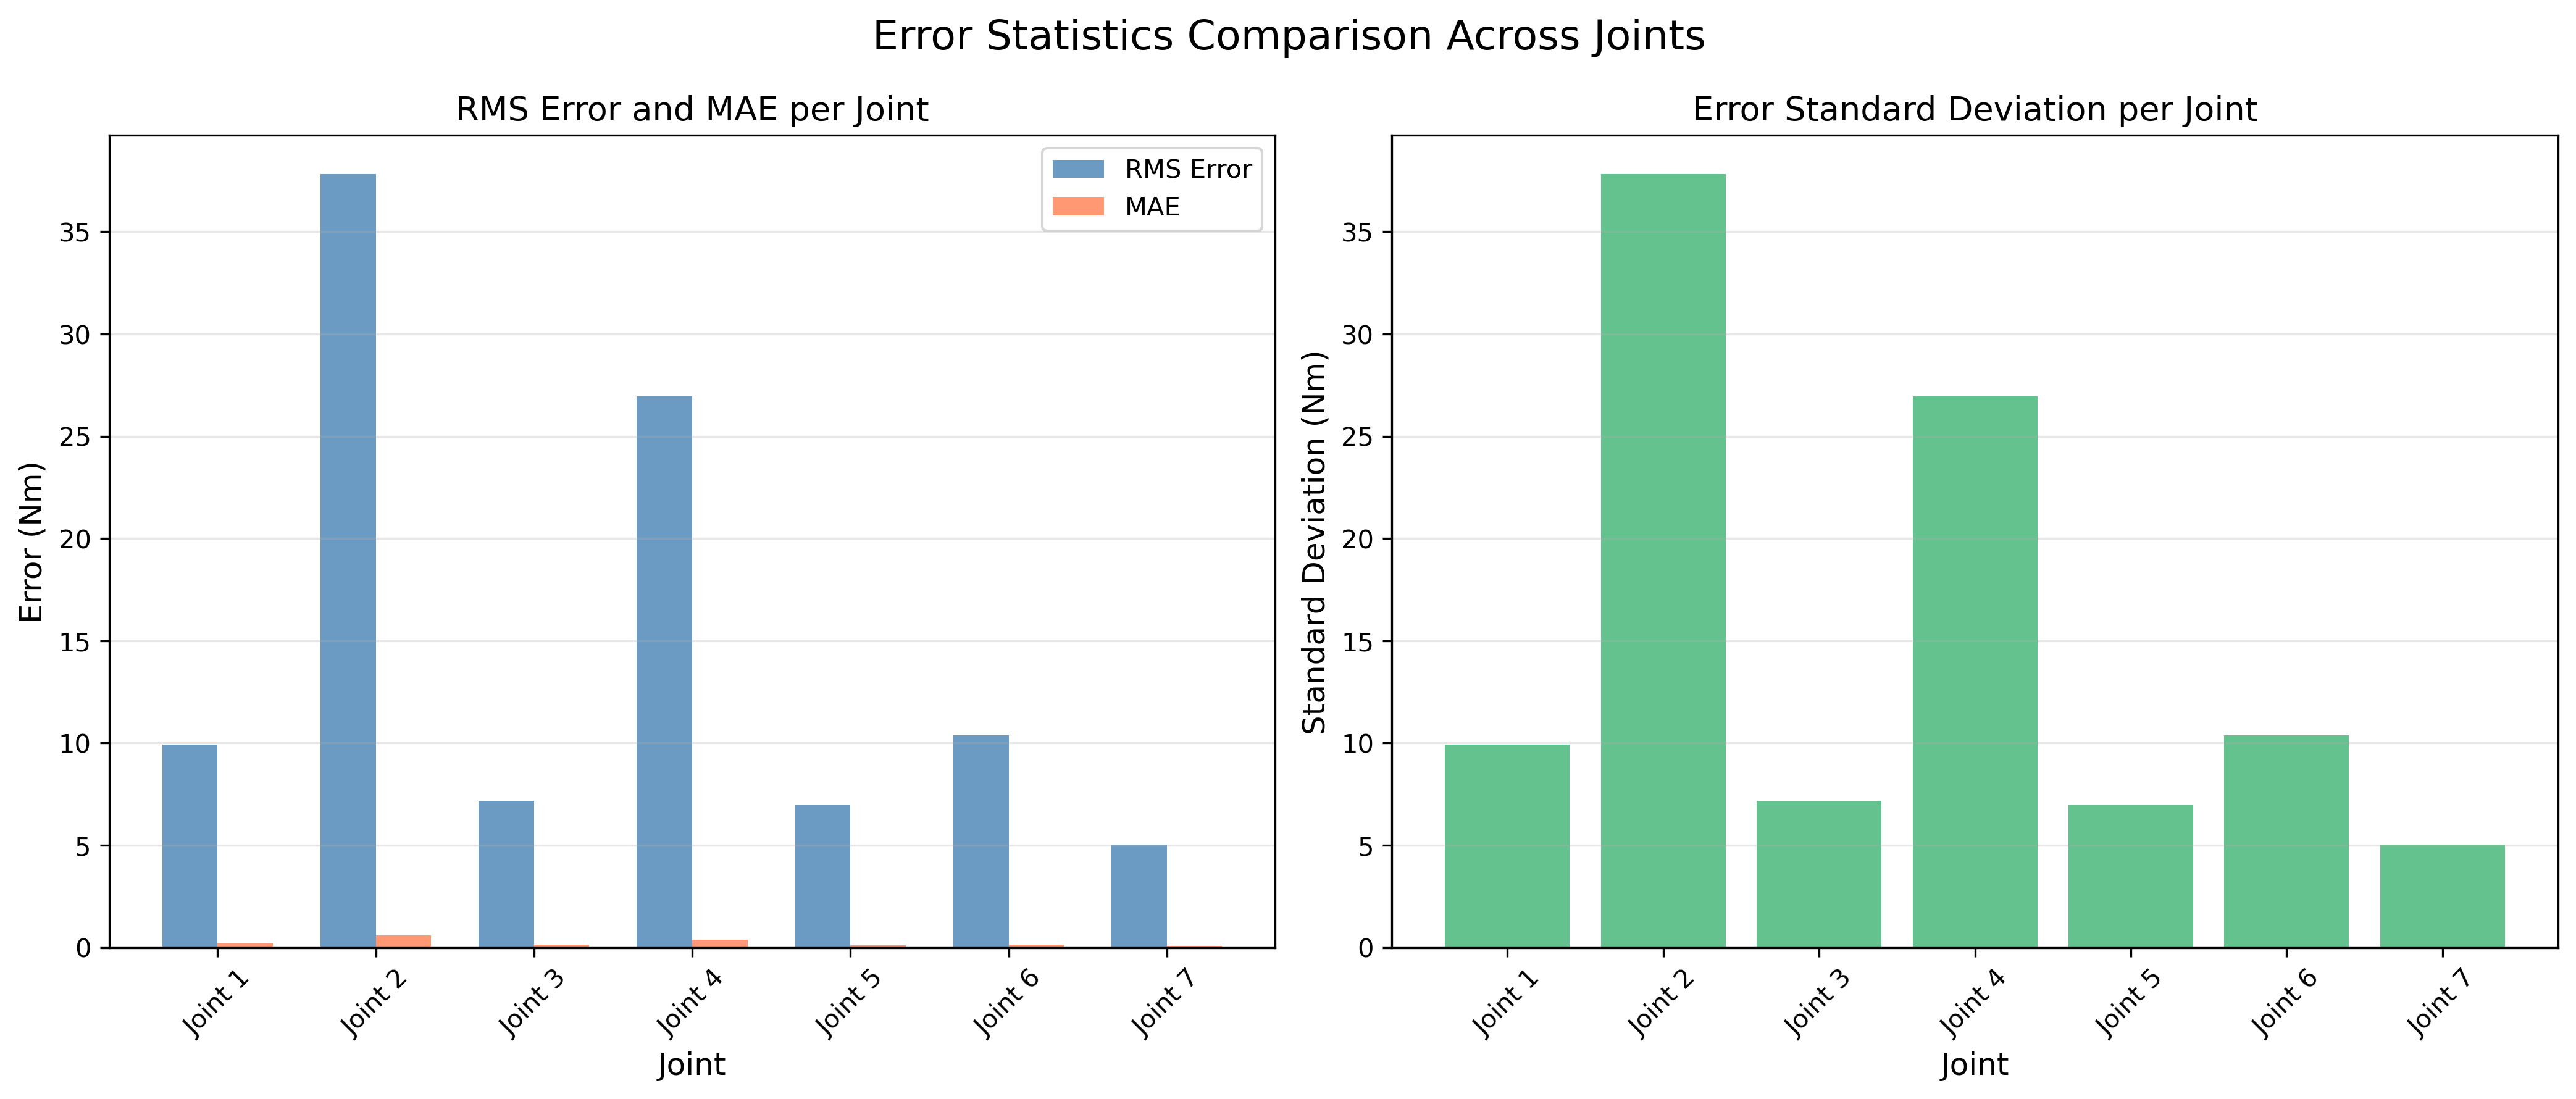 Error Statistics Comparison Across Joints
RMS Error and MAE per Joint
RMS Error
MAE
Error (Nm)
35
30
25
20
15
10
5
0
Joint 1
Joint 2
Joint 3
Joint 4
Joint 5
Joint 6
Joint 7
Joint
Error Standard Deviation per Joint
Standard Deviation (Nm)
35
30
25
20
15
10
5
0
Joint 1
Joint 2
Joint 3
Joint 4
Joint 5
Joint 6
Joint 7
Joint